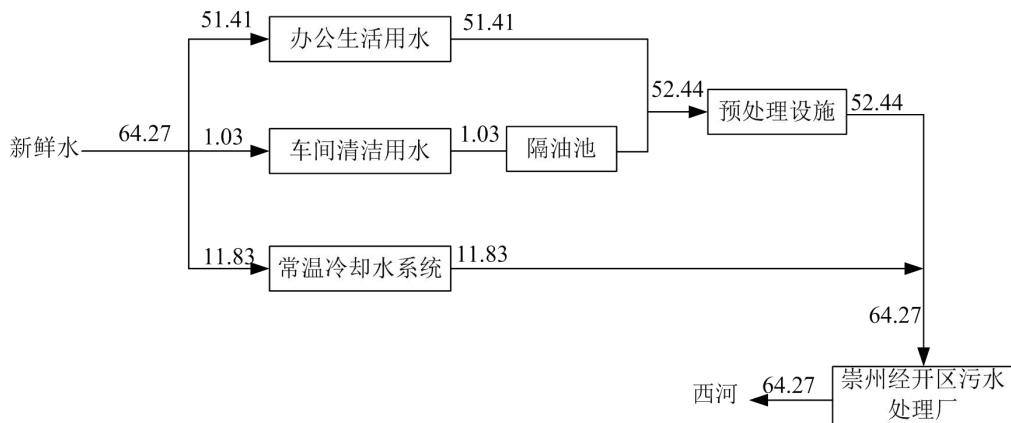 51.41
办公生活用水
51.41
52.44
预处理设施
52.44
新鲜水
64.27
1.03
车间清洁用水
1.03
隔油池
11.83
常温冷却水系统
11.83
64.27
崇州经开区污水
处理厂
64.27
西河